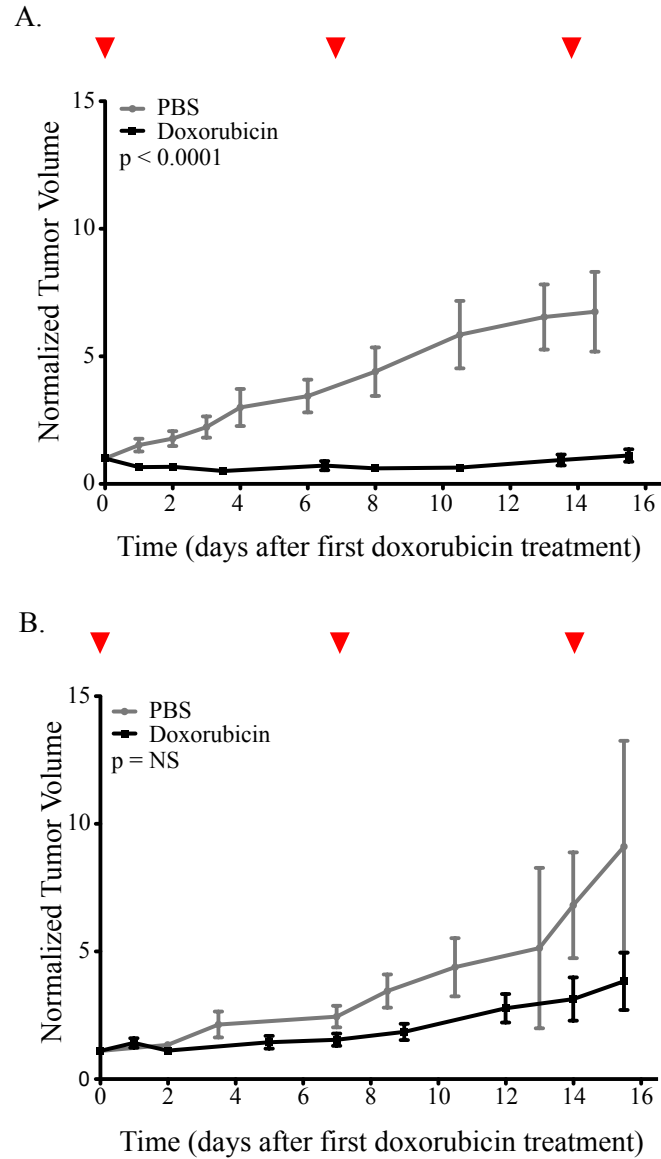 A.
15
PBS
Doxorubicin
p < 0.0001
10
Normalized Tumor Volume
5
0
0 2 4 6 8 10 12 14 16
Time (days after first doxorubicin treatment)
B.
15
PBS
Doxorubicin
p = NS
10
Normalized Tumor Volume
5
0
0 2 4 6 8 10 12 14 16
Time (days after first doxorubicin treatment)